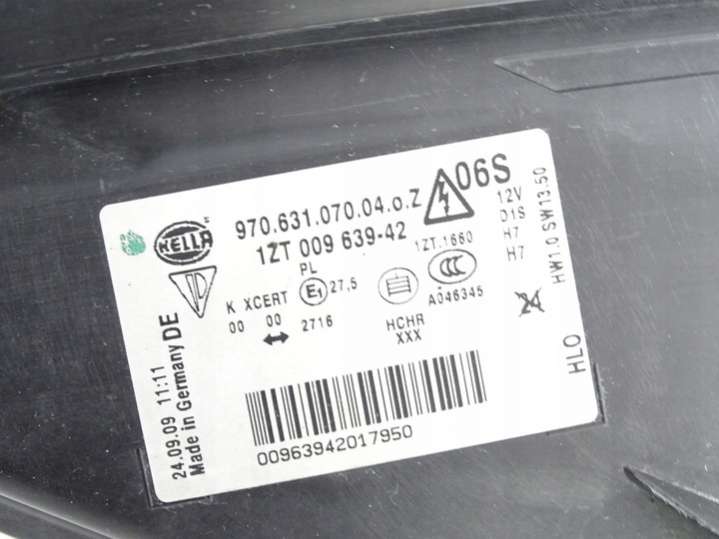 HELLA
970.631.070.04.o.Z
06S
1ZT 009 639-42
1ZT.1660
12V
D1S
H7
H7
HW1.0 SW13.50
PL
E1 27,5
CCC
A046345
K XCERT
00 00
2716
HCHR
XXX
24
HLO
24.09.09 11:11
Made in Germany DE
00963942017950